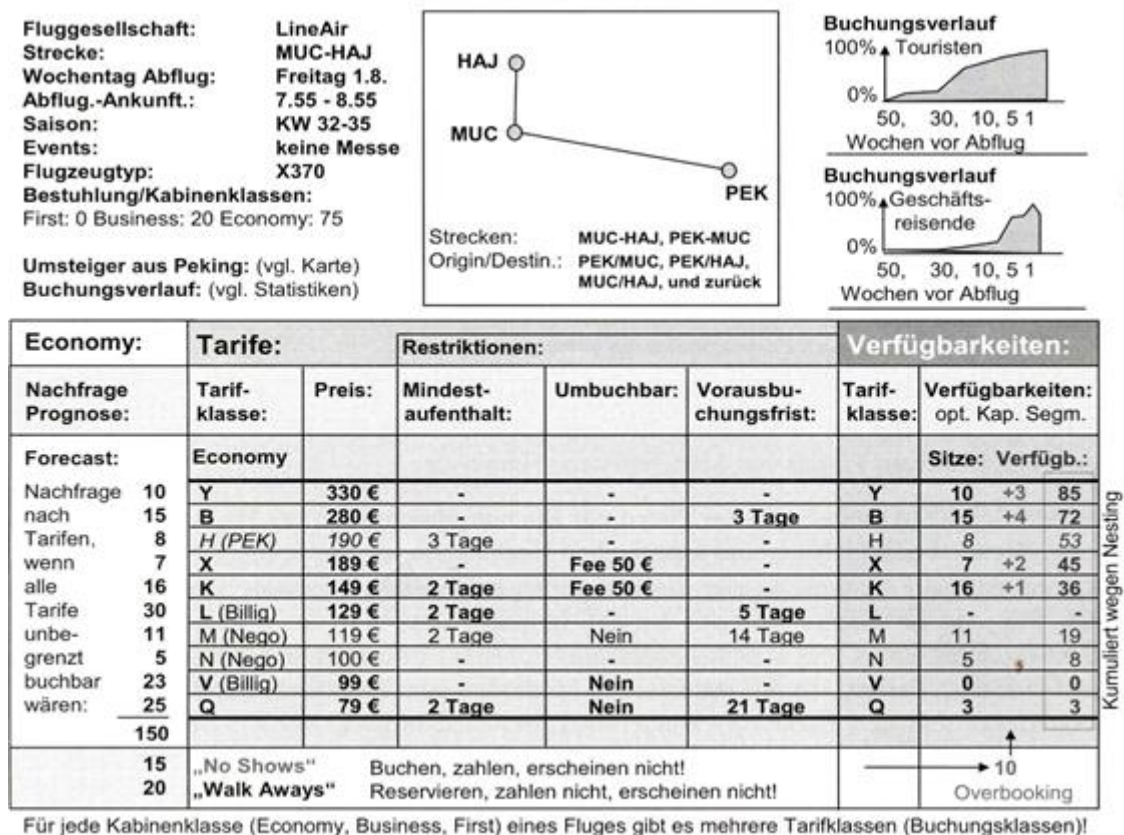 Fluggesellschaft: LineAir
Strecke: MUC-HAJ
Wochentag Abflug: Freitag 1.8.
Abflug.-Ankunft.: 7.55 - 8.55
Saison: KW 32-35
Events: keine Messe
Flugzeugtyp: X370
Bestuhlung/Kabinenklassen:
First: 0 Business: 20 Economy: 75
Umsteiger aus Peking: (vgl. Karte)
Buchungsverlauf: (vgl. Statistiken)
HAJ
MUC
PEK
Strecken: MUC-HAJ, PEK-MUC
Origin/Destin.: PEK/MUC, PEK/HAJ,
MUC/HAJ, und zurück
Buchungsverlauf
100% Touristen
0%
50, 30, 10, 5 1
Wochen vor Abflug
Buchungsverlauf
100% Geschäfts-
reisende
0%
50, 30, 10, 5 1
Wochen vor Abflug
Economy: Tarife: Restriktionen: Verfügbarkeiten:
Nachfrage Tarif- Preis: Mindest- Umbuchbar: Vorausbu- Tarif- Verfügbarkeiten:
Prognose: klasse: aufenthalt: chungsfrist: klasse: opt. Kap. Segm.
Forecast: Economy Sitze: Verfügb.:
Nachfrage 10 Y 330 € - - - Y 10 +3 85
nach 15 B 280 € - - 3 Tage B 15 +4 72
Tarifen, 8 H (PEK) 190 € 3 Tage - - H 8 53
wenn 7 X 189 € - Fee 50 € - X 7 +2 45
alle 16 K 149 € 2 Tage Fee 50 € - K 16 +1 36
Tarife 30 L (Billig) 129 € 2 Tage - 5 Tage L - -
unbe- 11 M (Nego) 119 € 2 Tage Nein 14 Tage M 11 19
grenzt 5 N (Nego) 100 € - - - N 5 8
buchbar 23 V (Billig) 99 € - Nein - V 0 0
wären: 25 Q 79 € 2 Tage Nein 21 Tage Q 3 3
150
Kumuliert wegen Nesting
15 „No Shows" Buchen, zahlen, erscheinen nicht! 10
20 „Walk Aways" Reservieren, zahlen nicht, erscheinen nicht! Overbooking
Für jede Kabinenklasse (Economy, Business, First) eines Fluges gibt es mehrere Tarifklassen (Buchungsklassen)!